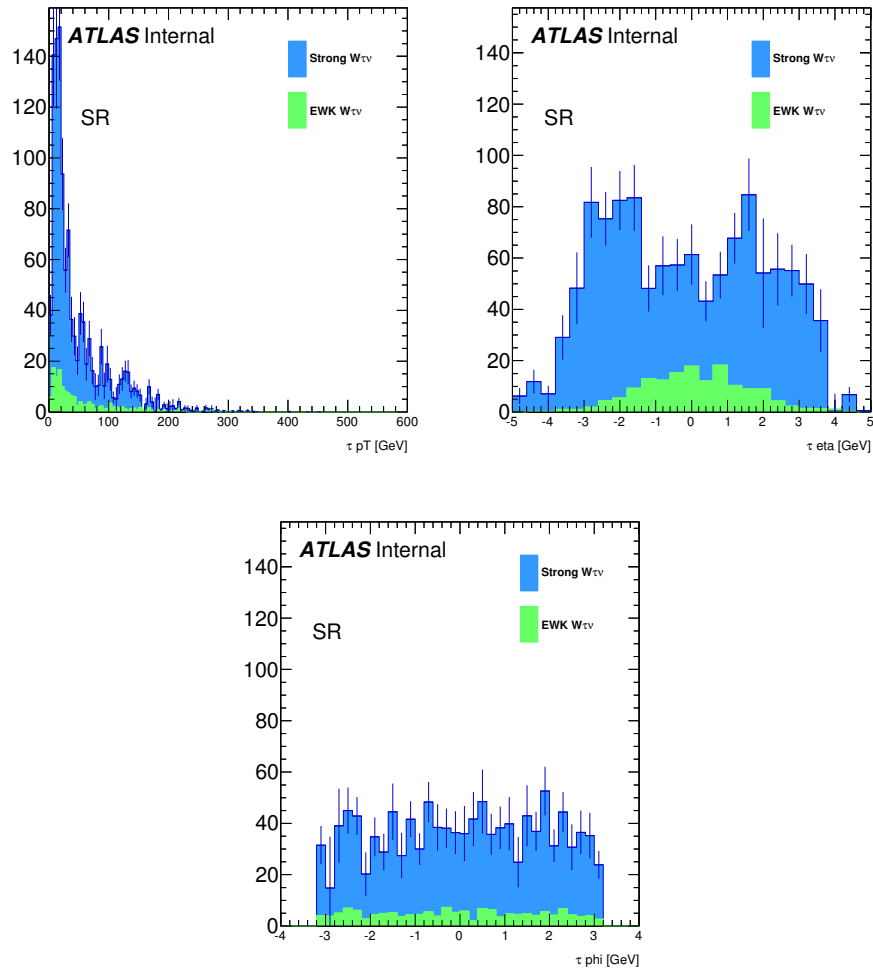 ATLAS Internal
Strong Wτν
EWK Wτν
SR
140
120
100
80
60
40
20
0
0 100 200 300 400 500 600
τ pT [GeV]
ATLAS Internal
Strong Wτν
EWK Wτν
SR
140
120
100
80
60
40
20
0
-5 -4 -3 -2 -1 0 1 2 3 4 5
τ eta [GeV]
ATLAS Internal
Strong Wτν
EWK Wτν
SR
140
120
100
80
60
40
20
0
-4 -3 -2 -1 0 1 2 3 4
τ phi [GeV]